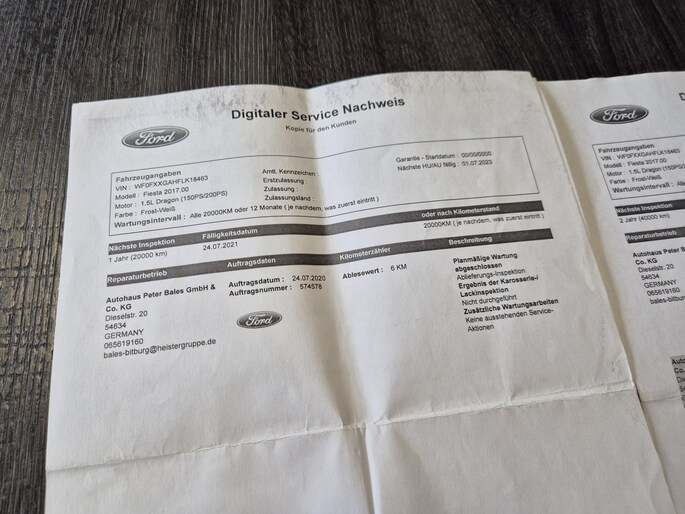 Digitaler Service Nachweis
Kopie für den Kunden
Ford
Fahrzeugangaben
VIN : WF0FXXGAHFLK18463
Modell : Fiesta 2017.00
Motor : 1.5L Dragon (150PS/200PS)
Farbe : Frost-Weiß
Wartungsintervall : Alle 20000KM oder 12 Monate ( je nachdem, was zuerst eintritt )
Amtl. Kennzeichen :
Erstzulassung :
Zulassung :
Zulassungsland :
Garantie - Startdatum : 00/00/0000
Nächste HU/AU fällig : 01.07.2023
Nächste Inspektion Fälligkeitsdatum oder nach Kilometerstand
1 Jahr (20000 km) 24.07.2021 20000KM ( je nachdem, was zuerst eintritt )
Reparaturbetrieb Auftragsdaten Kilometerzähler Beschreibung
Autohaus Peter Bales GmbH &
Co. KG
Dieselstr. 20
54634
GERMANY
065619160
bales-bitburg@heistergruppe.de
Auftragsdatum : 24.07.2020
Auftragsnummer : 574578
Ford
Ablesewert : 6 KM
Planmäßige Wartung
abgeschlossen
Ablieferungs-Inspektion
Ergebnis der Karosserie-/
Lackinspektion
Nicht durchgeführt
Zusätzliche Wartungsarbeiten
Keine ausstehenden Service-
Aktionen
Ford
Fahrzeugangaben
VIN : WF0FXXGAHFLK18463
Modell : Fiesta 2017.00
Motor : 1.5L Dragon (150PS/200PS)
Farbe : Frost-Weiß
Wartungsintervall : Alle
Nächste Inspektion
2 Jahr (40000 km)
Reparaturbetrieb
Autohaus Peter Bales
Co. KG
Dieselstr. 20
54634
GERMANY
065619160